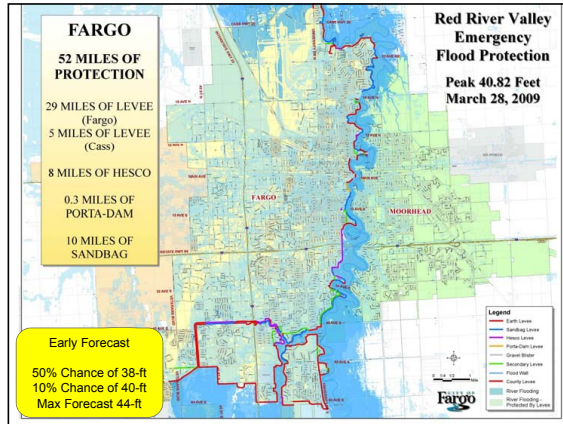 FARGO
52 MILES OF
PROTECTION
29 MILES OF LEVEE
(Fargo)
5 MILES OF LEVEE
(Cass)
8 MILES OF HESCO
0.3 MILES OF
PORTA-DAM
10 MILES OF
SANDBAG
Red River Valley
Emergency
Flood Protection
Peak 40.82 Feet
March 28, 2009
FARGO
MOORHEAD
Early Forecast
50% Chance of 38-ft
10% Chance of 40-ft
Max Forecast 44-ft
Legend
Earth Levee
Sandbag Levee
Hesco Levee
Porta-Dam Levee
Gravel Blister
Secondary Levee
Flood Wall
County Levee
River Flooding
River Flooding -
Protected By Levee
CITY OF
Fargo